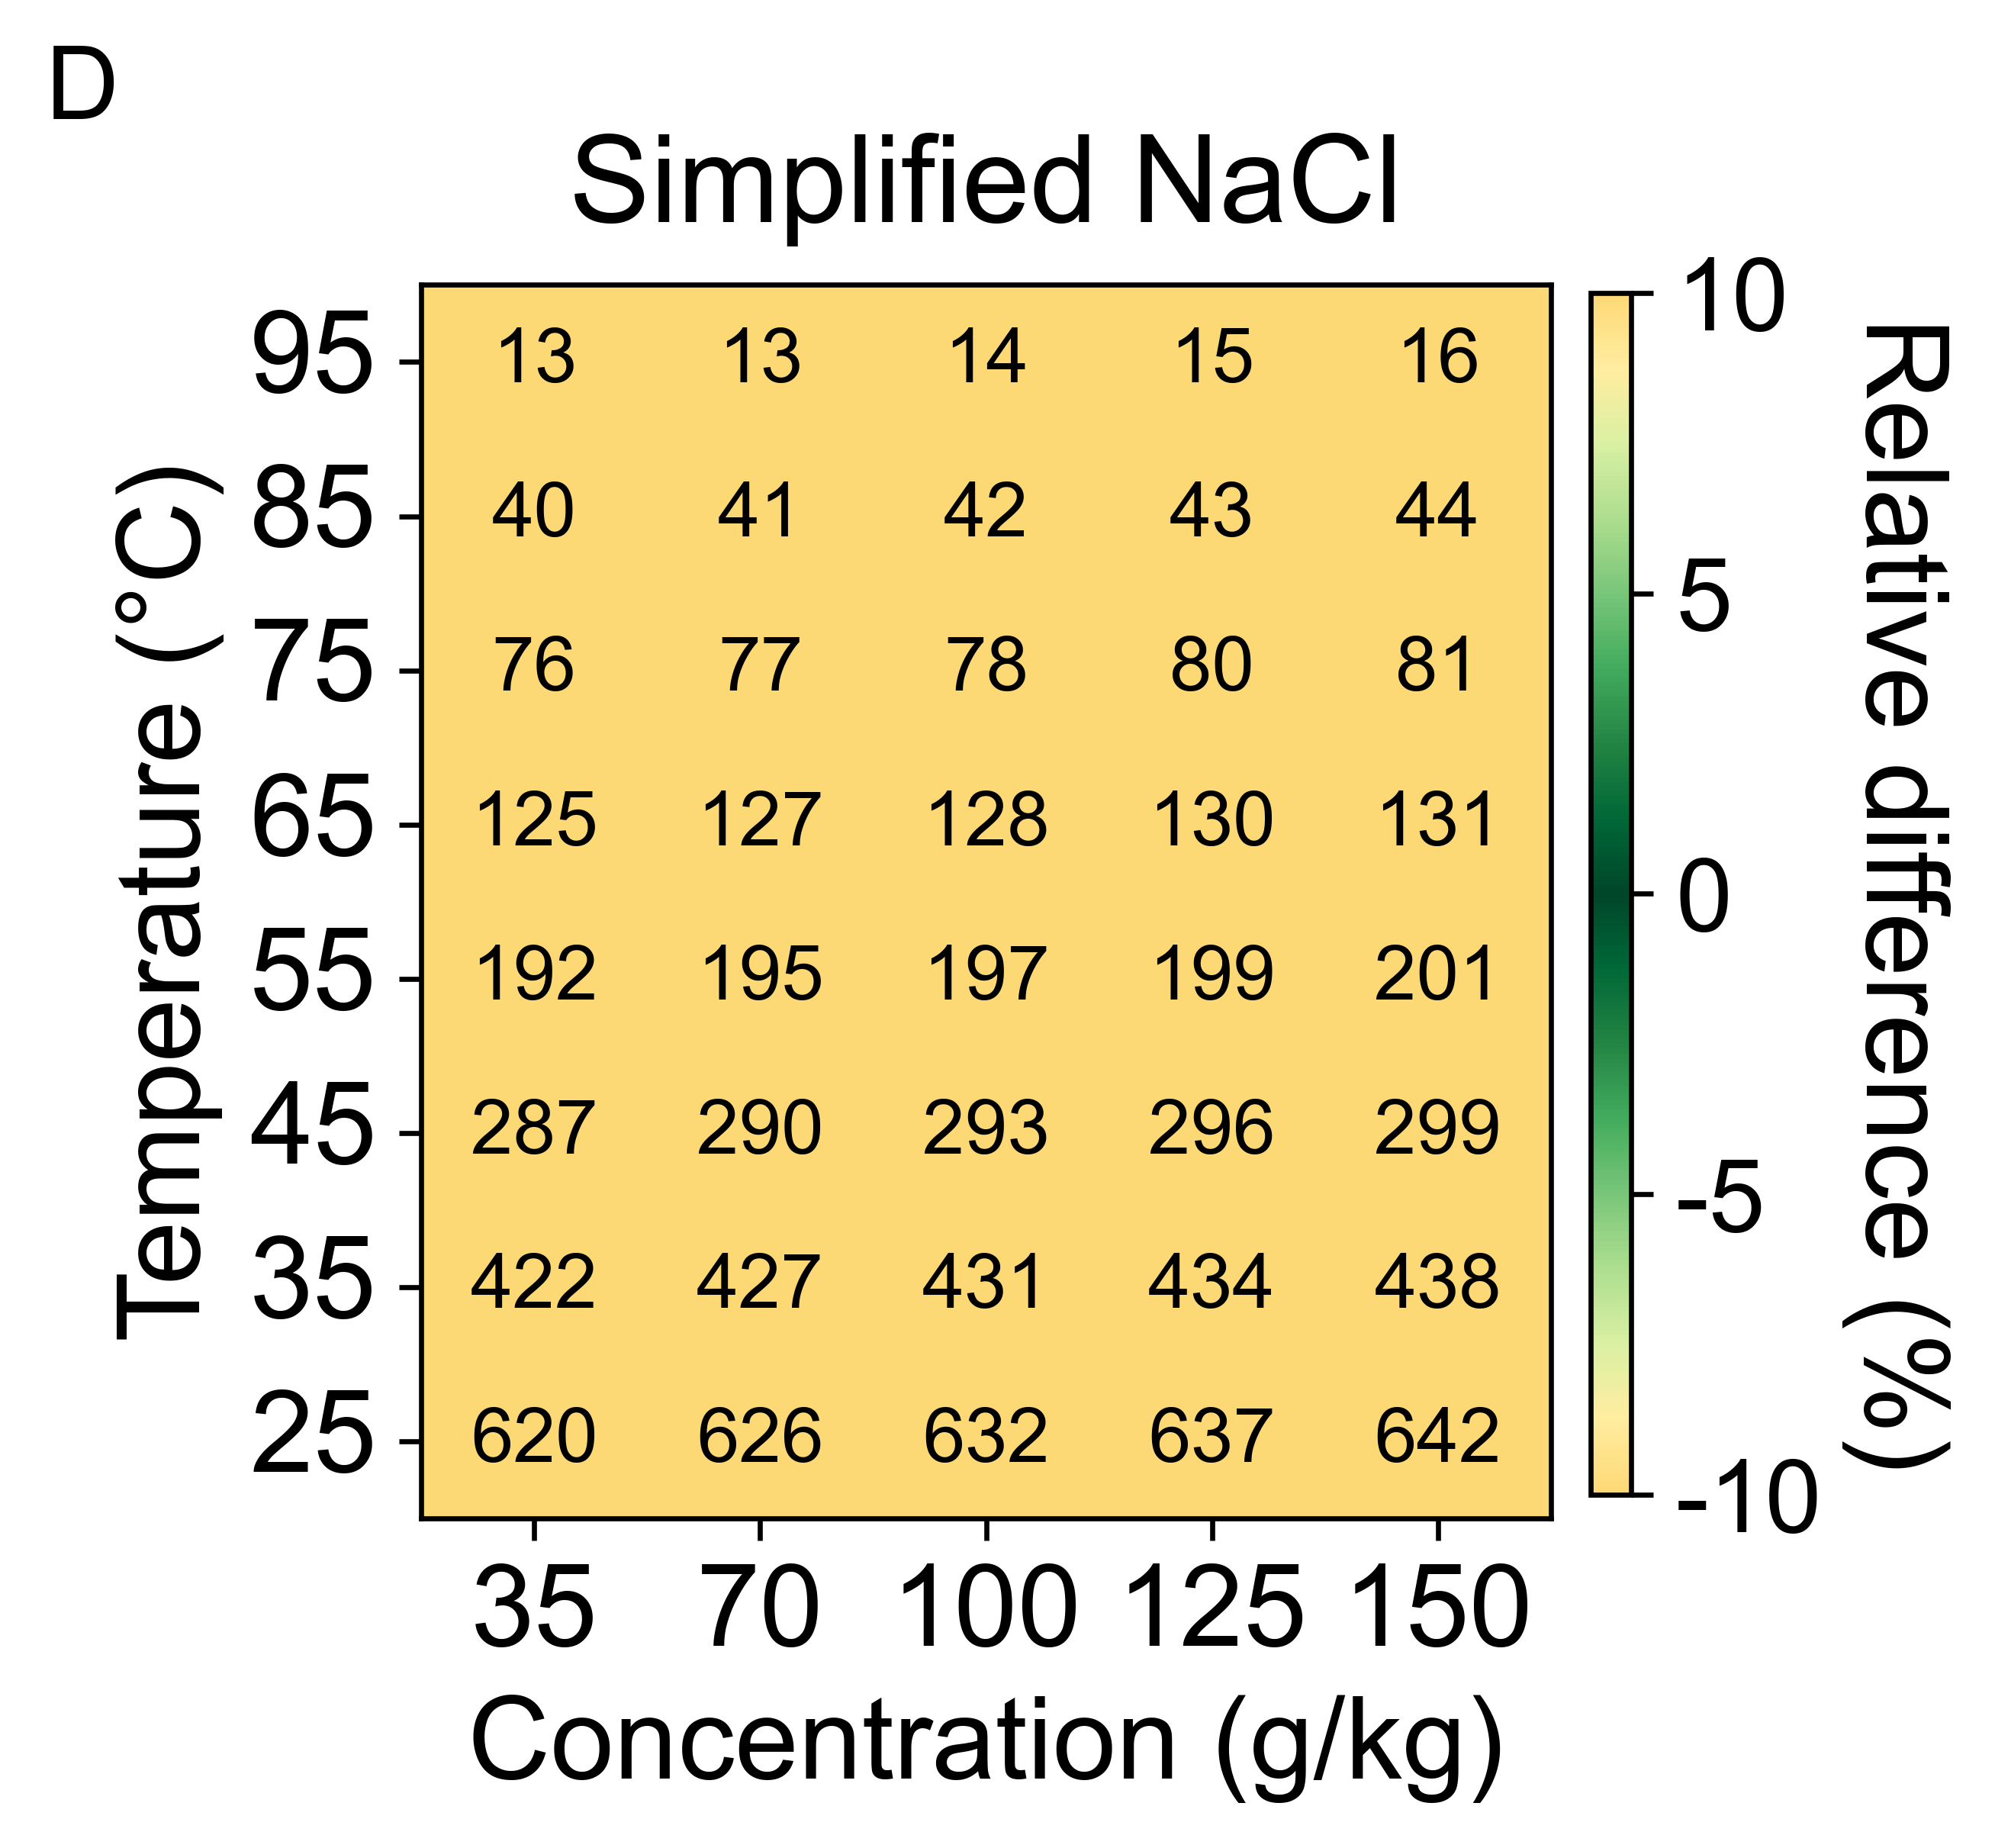 D
Simplified NaCl
95 13 13 14 15 16
85 40 41 42 43 44
75 76 77 78 80 81
65 125 127 128 130 131
55 192 195 197 199 201
45 287 290 293 296 299
35 422 427 431 434 438
25 620 626 632 637 642
35 70 100 125 150
Concentration (g/kg)
Temperature (°C)
10
5
0
-5
-10
Relative difference (%)